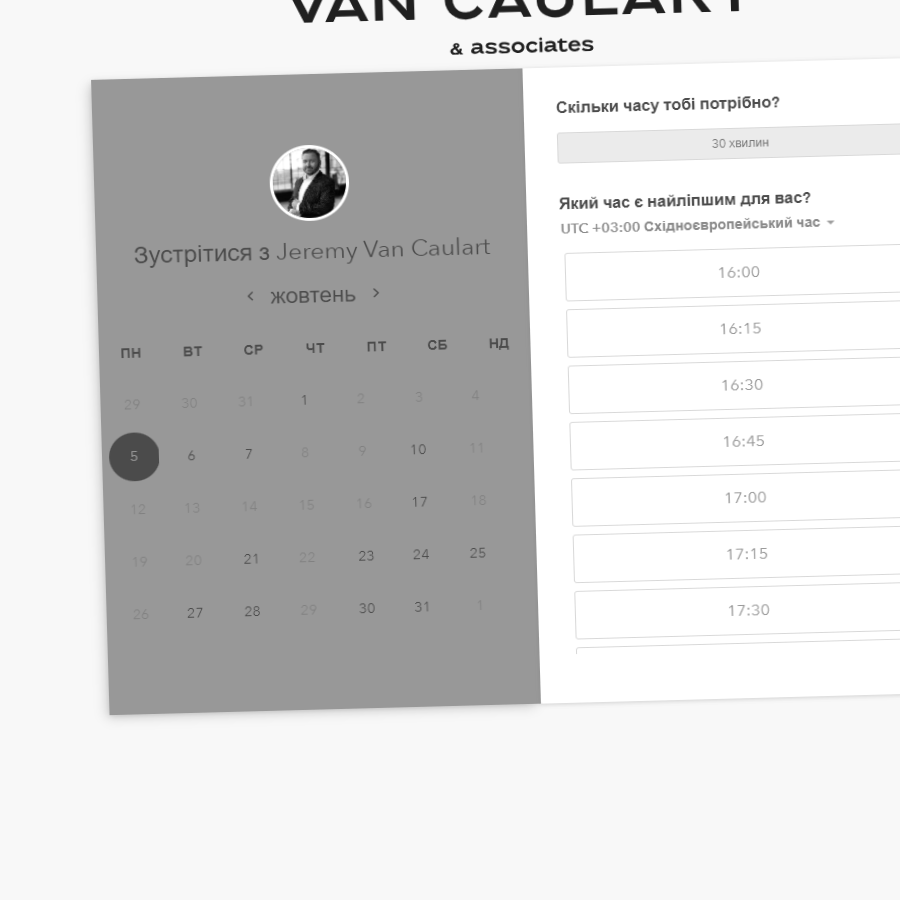 VAN CAULART
& associates
Зустрітися з Jeremy Van Caulart
‹ жовтень ›
ПН ВТ СР ЧТ ПТ СБ НД
29 30 31 1 2 3 4
5 6 7 8 9 10 11
12 13 14 15 16 17 18
19 20 21 22 23 24 25
26 27 28 29 30 31 1
Скільки часу тобі потрібно?
30 хвилин
Який час є найліпшим для вас?
UTC +03:00 Східноєвропейський час
16:00
16:15
16:30
16:45
17:00
17:15
17:30